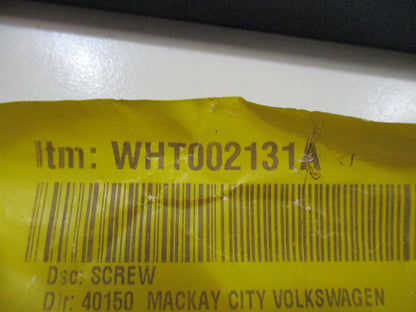 Itm: WHT002131A
Dsc: SCREW
Dlr: 40150 MACKAY CITY VOLKSWAGEN